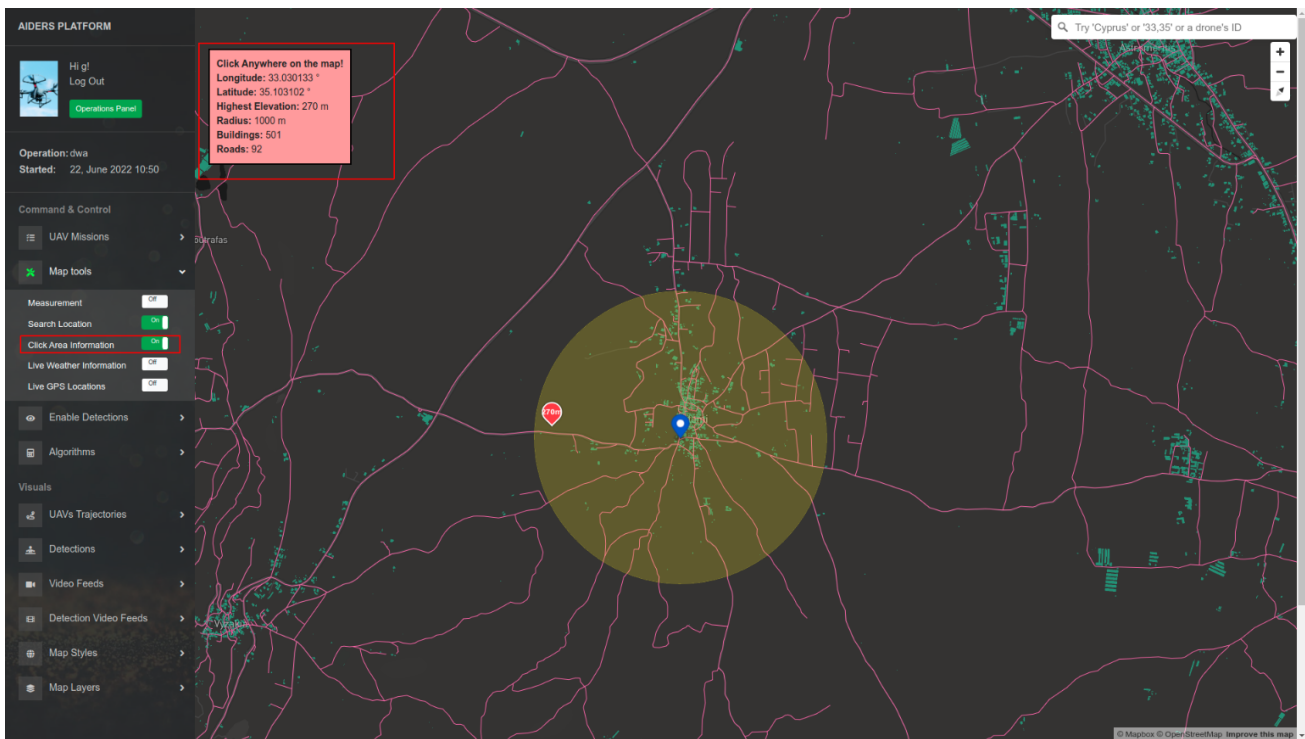 AIDERS PLATFORM
Hi g!
Log Out
Operations Panel
Operation: dwa
Started: 22, June 2022 10:50
Command & Control
UAV Missions
Map tools
Measurement Off
Search Location On
Click Area Information On
Live Weather Information Off
Live GPS Locations Off
Enable Detections
Algorithms
Visuals
UAVs Trajectories
Detections
Video Feeds
Detection Video Feeds
Map Styles
Map Layers
Click Anywhere on the map!
Longitude: 33.030133 °
Latitude: 35.103102 °
Highest Elevation: 270 m
Radius: 1000 m
Buildings: 501
Roads: 92
Try 'Cyprus' or '33,35' or a drone's ID
270m
© Mapbox © OpenStreetMap Improve this map